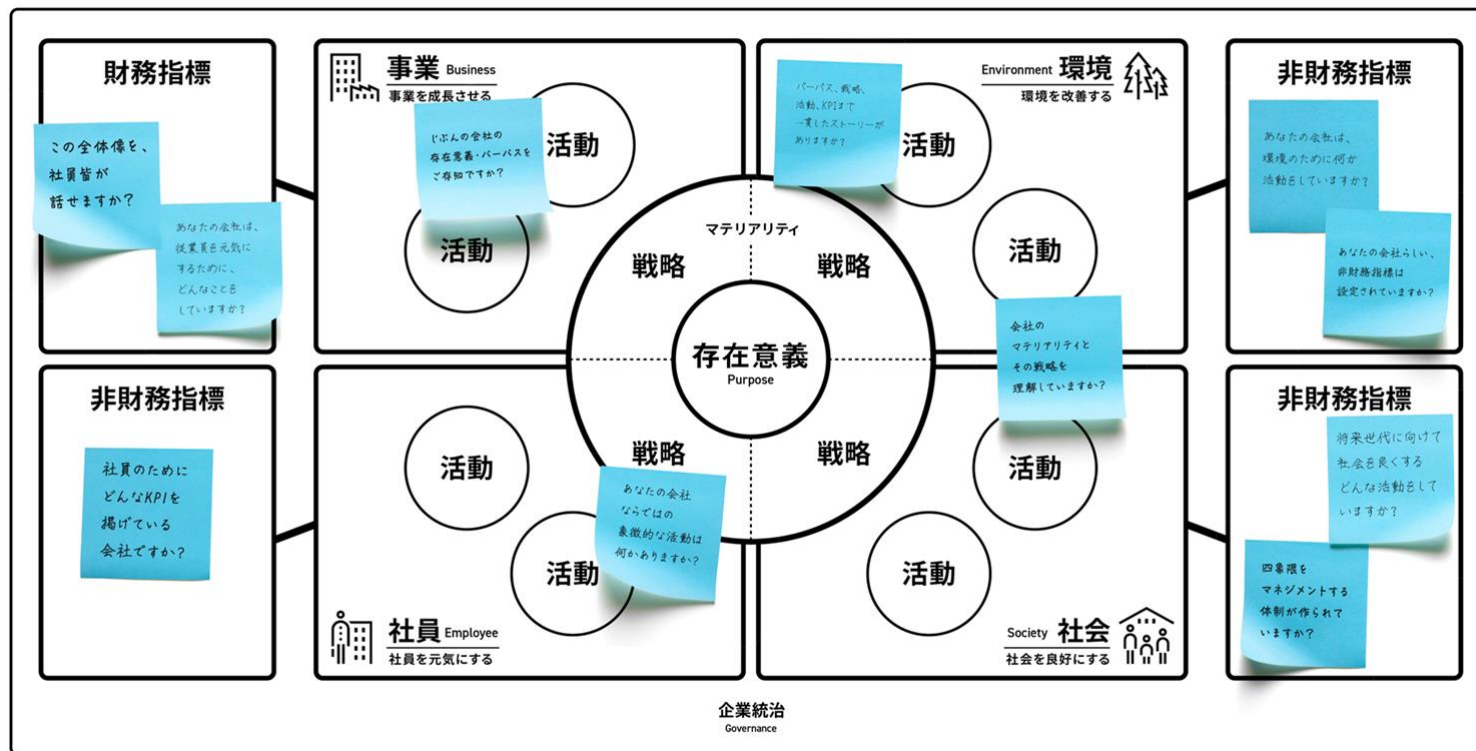 財務指標
この全体像を、
社員皆が
話せますか？
あなたの会社は、
従業員を元気に
するために、
どんなことを
していますか？
事業 Business
事業を成長させる
じぶんの会社の
存在意義・パーパスを
ご存知ですか？
活動
活動
Environment 環境
環境を改善する
パーパス、戦略、
活動、KPIまで
一貫したストーリーが
ありますか？
活動
活動
非財務指標
あなたの会社は、
環境のために何か
活動をしていますか？
あなたの会社らしい、
非財務指標は
設定されていますか？
マテリアリティ
戦略
戦略
存在意義
Purpose
戦略
戦略
会社の
マテリアリティと
その戦略を
理解していますか？
非財務指標
社員のために
どんなKPIを
掲げている
会社ですか？
活動
活動
あなたの会社
ならではの
象徴的な活動は
何かありますか？
社員 Employee
社員を元気にする
活動
活動
Society 社会
社会を良好にする
非財務指標
将来世代に向けて
社会を良くする
どんな活動をして
いますか？
四象限を
マネジメントする
体制が作られて
いますか？
企業統治
Governance